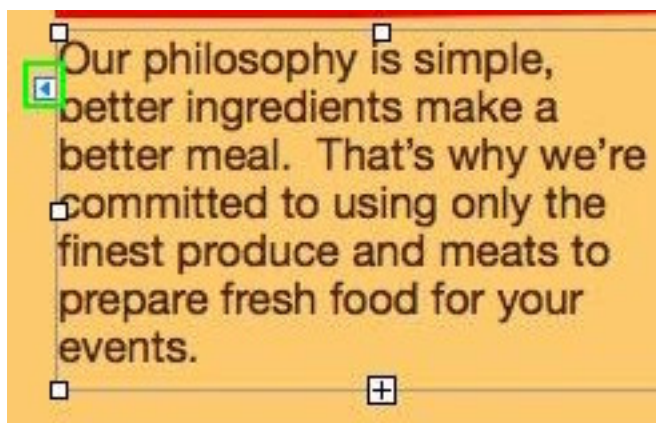 Our philosophy is simple,
better ingredients make a
better meal.  That's why we're
committed to using only the
finest produce and meats to
prepare fresh food for your
events.